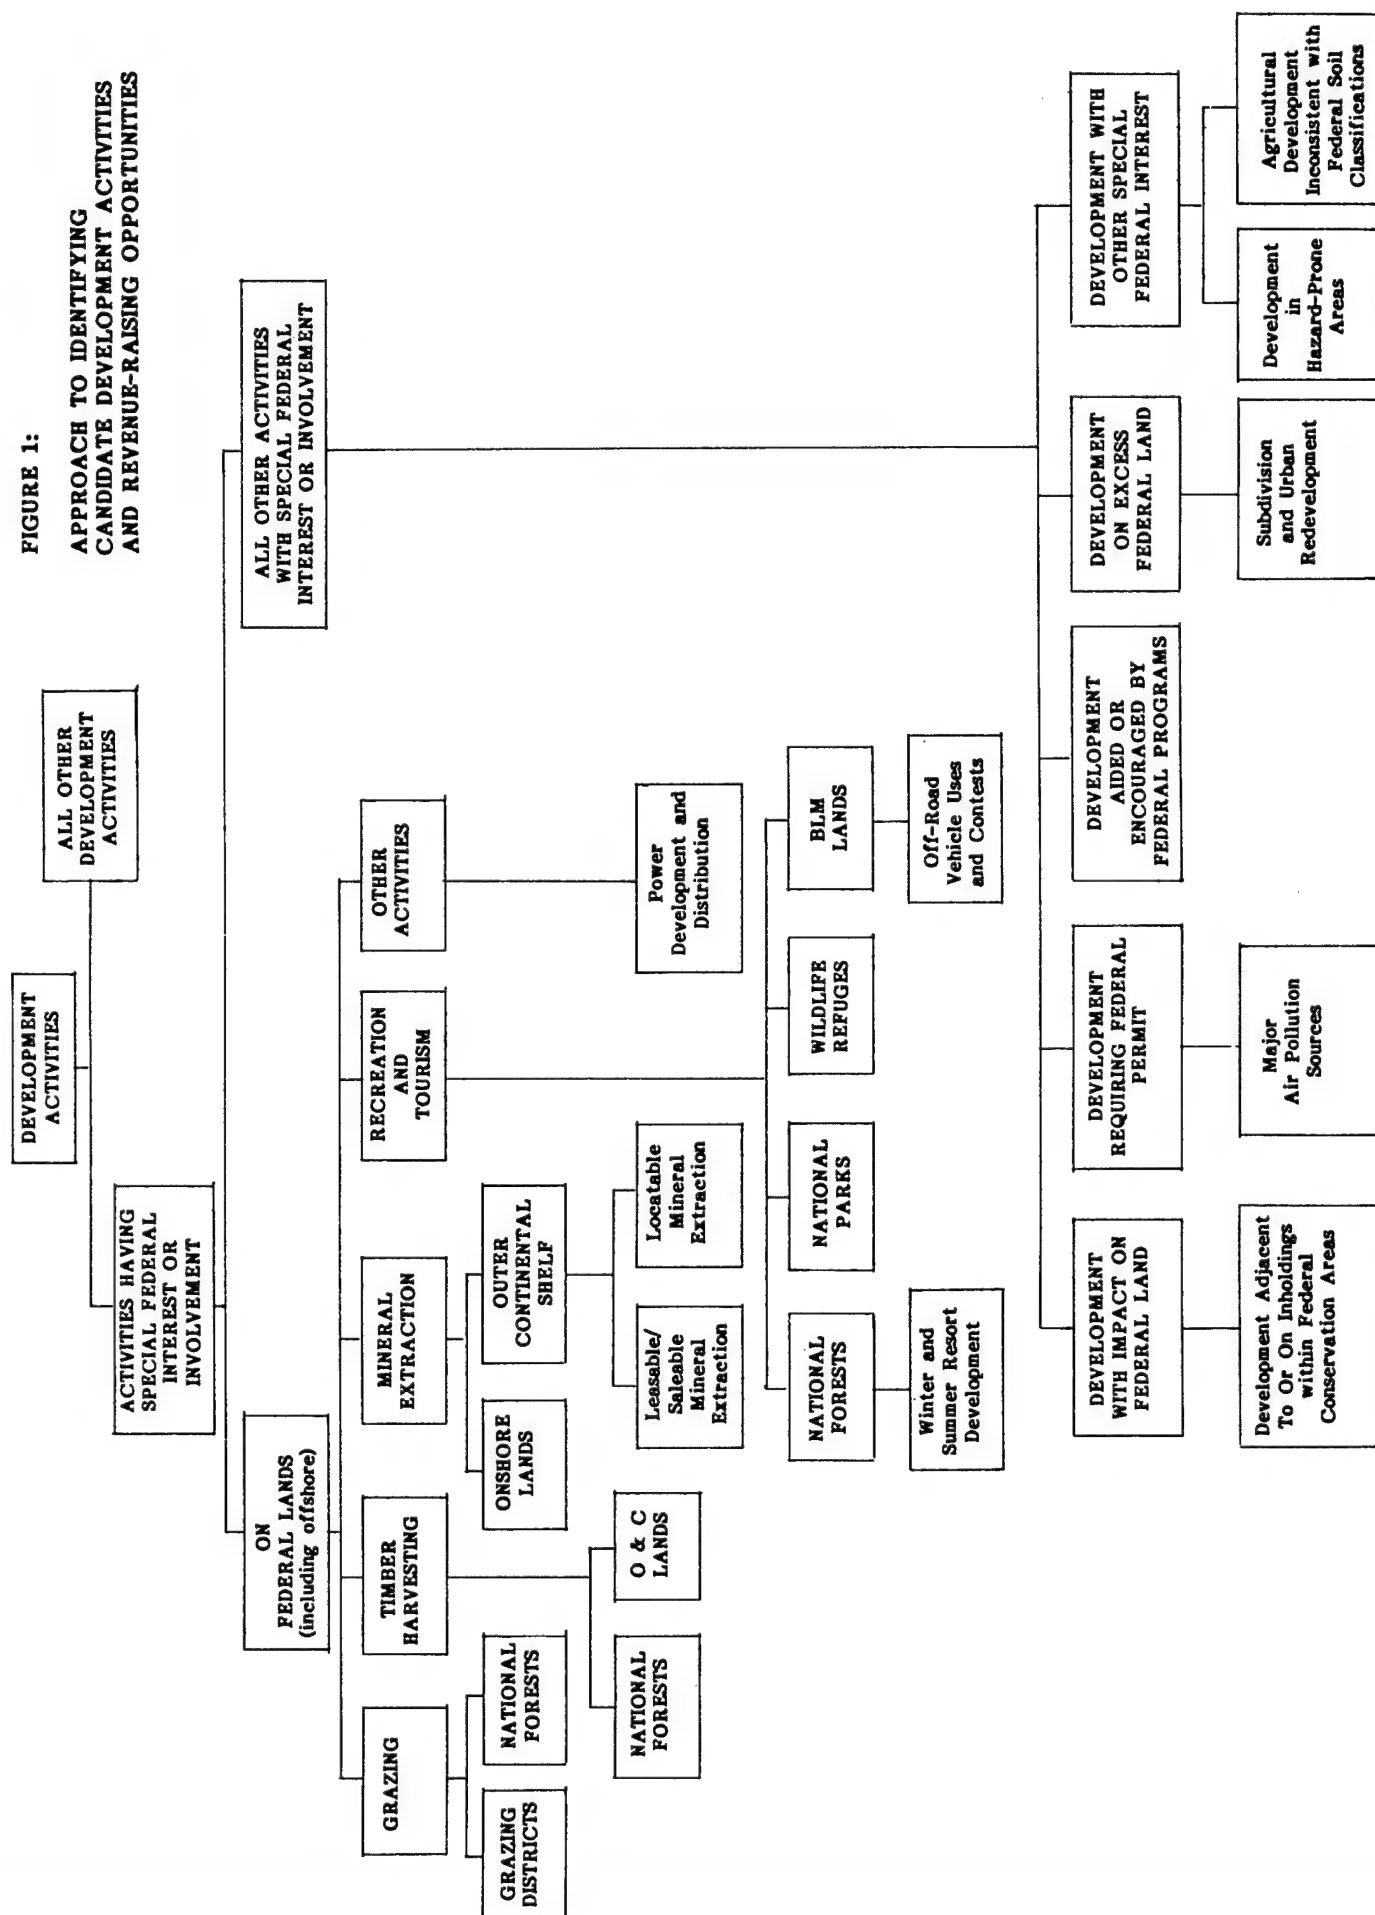 FIGURE 1:
APPROACH TO IDENTIFYING
CANDIDATE DEVELOPMENT ACTIVITIES
AND REVENUE-RAISING OPPORTUNITIES
DEVELOPMENT
ACTIVITIES
ACTIVITIES HAVING
SPECIAL FEDERAL
INTEREST OR
INVOLVEMENT
ALL OTHER
DEVELOPMENT
ACTIVITIES
ON
FEDERAL LANDS
(including offshore)
ALL OTHER ACTIVITIES
WITH SPECIAL FEDERAL
INTEREST OR INVOLVEMENT
GRAZING
TIMBER
HARVESTING
MINERAL
EXTRACTION
RECREATION
AND
TOURISM
OTHER
ACTIVITIES
GRAZING
DISTRICTS
NATIONAL
FORESTS
ONSHORE
LANDS
OUTER
CONTINENTAL
SHELF
NATIONAL
FORESTS
O & C
LANDS
Leasable/
Saleable
Mineral
Extraction
Locatable
Mineral
Extraction
Power
Development and
Distribution
NATIONAL
FORESTS
NATIONAL
PARKS
WILDLIFE
REFUGES
BLM
LANDS
Winter and
Summer Resort
Development
Off-Road
Vehicle Uses
and Contests
DEVELOPMENT
WITH IMPACT ON
FEDERAL LAND
DEVELOPMENT
REQUIRING FEDERAL
PERMIT
DEVELOPMENT
AIDED OR
ENCOURAGED BY
FEDERAL PROGRAMS
DEVELOPMENT
ON EXCESS
FEDERAL LAND
DEVELOPMENT WITH
OTHER SPECIAL
FEDERAL INTEREST
Development Adjacent
To Or On Inholdings
within Federal
Conservation Areas
Major
Air Pollution
Sources
Subdivision
and Urban
Redevelopment
Development
in
Hazard-Prone
Areas
Agricultural
Development
Inconsistent with
Federal Soil
Classifications